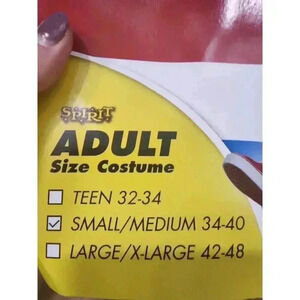 SPIRIT
ADULT
Size Costume
TEEN 32-34
SMALL/MEDIUM 34-40
LARGE/X-LARGE 42-48